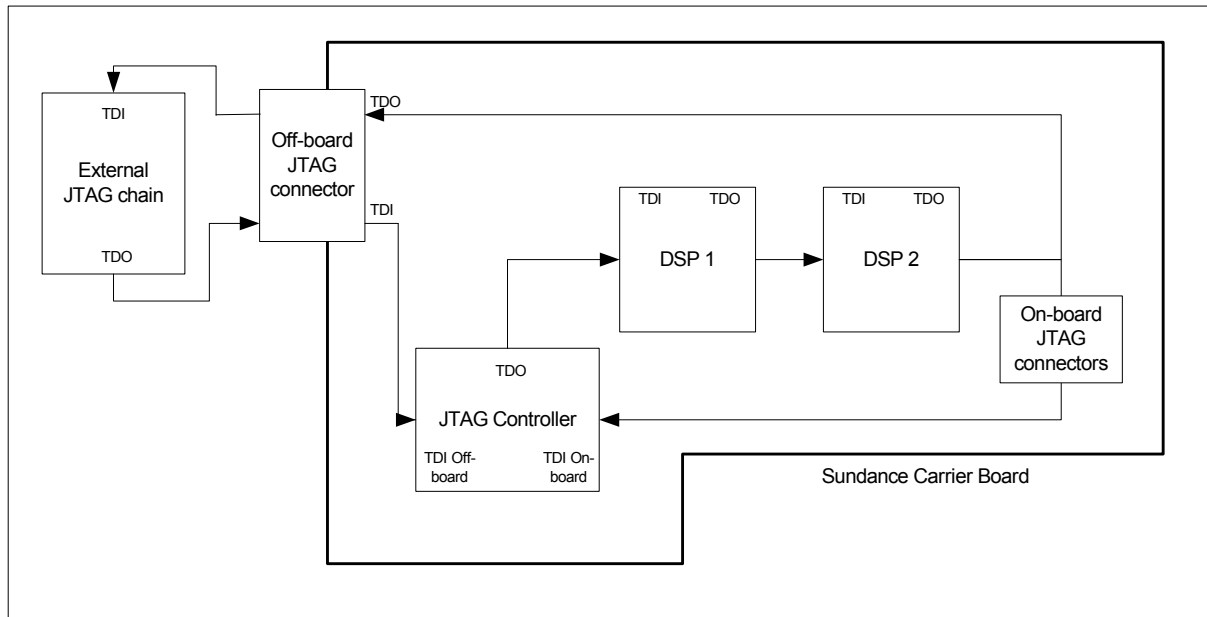 TDI
External
JTAG chain
TDO
Off-board
JTAG
connector
TDO
TDI
TDI TDO
DSP 1
TDI TDO
DSP 2
On-board
JTAG
connectors
TDO
JTAG Controller
TDI Off-
board
TDI On-
board
Sundance Carrier Board